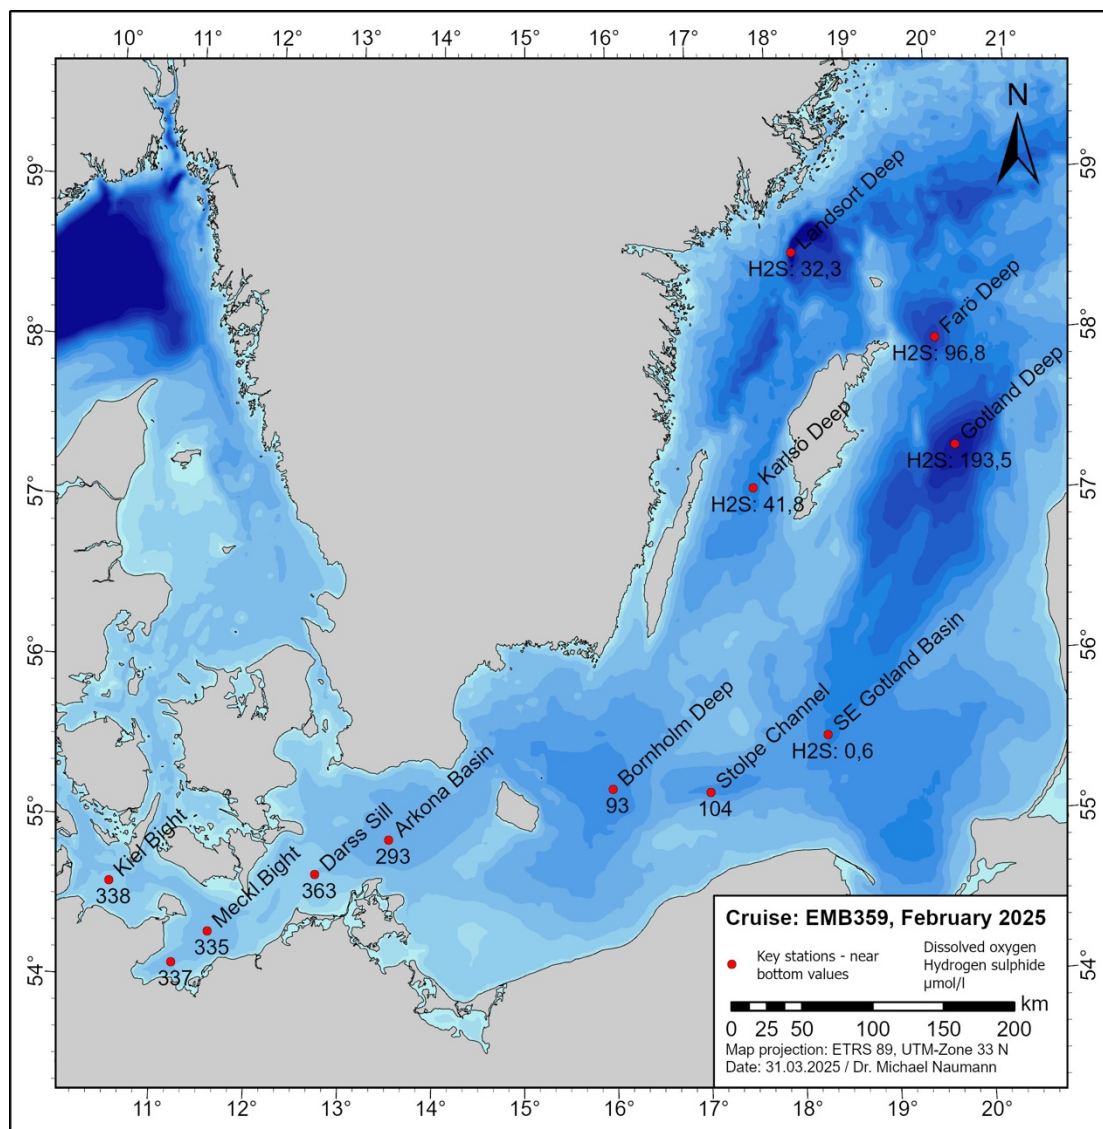 10° 11° 12° 13° 14° 15° 16° 17° 18° 19° 20° 21°
N
59° 59°
Landsort Deep
H2S: 32,3
Farö Deep
H2S: 96,8
58° 58°
Gotland Deep
H2S: 193,5
Karlsö Deep
H2S: 41,8
57° 57°
56° 56°
SE Gotland Basin
H2S: 0,6
Stolpe Channel
104
Bornholm Deep
93
55° 55°
Arkona Basin
293
Darss Sill
363
Kiel Bight
338
Meckl.Bight
335
337
54° 54°
Cruise: EMB359, February 2025
Key stations - near
bottom values
Dissolved oxygen
Hydrogen sulphide
µmol/l
km
0 25 50 100 150 200
Map projection: ETRS 89, UTM-Zone 33 N
Date: 31.03.2025 / Dr. Michael Naumann
11° 12° 13° 14° 15° 16° 17° 18° 19° 20°